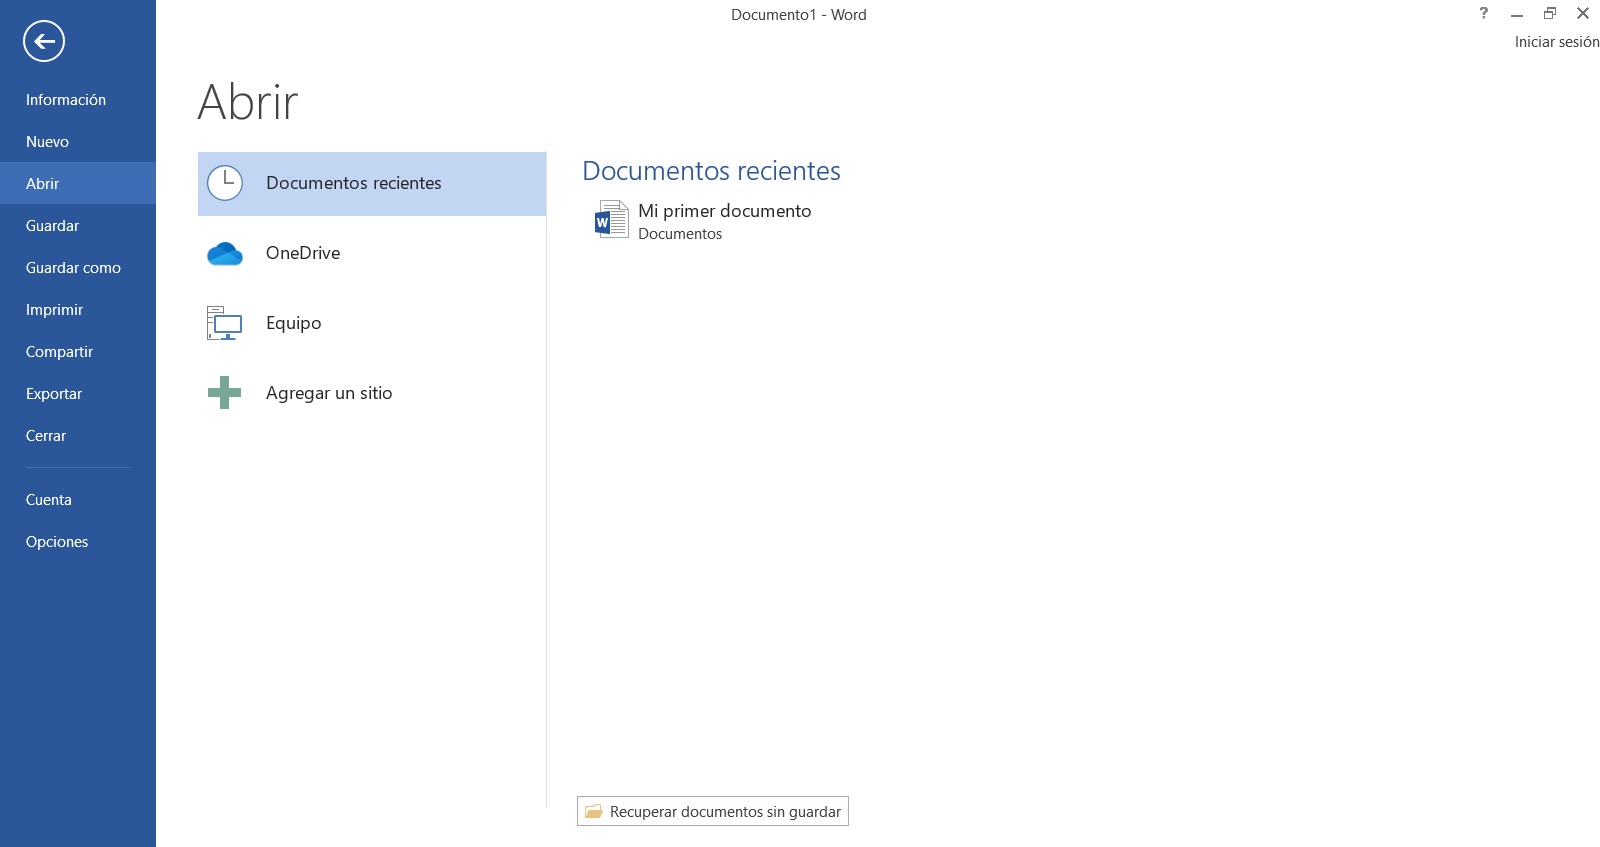 Documento1 - Word
?
Iniciar sesión
Información
Nuevo
Abrir
Guardar
Guardar como
Imprimir
Compartir
Exportar
Cerrar
Cuenta
Opciones
Abrir
Documentos recientes
OneDrive
Equipo
Agregar un sitio
Documentos recientes
W
Mi primer documento
Documentos
Recuperar documentos sin guardar